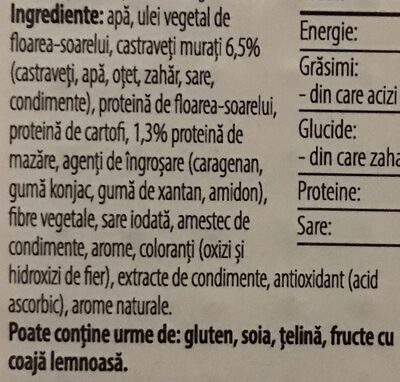 Ingrediente: apă, ulei vegetal de
floarea-soarelui, castraveți murați 6,5%
(castraveți, apă, oțet, zahăr, sare,
condimente), proteină de floarea-soarelui,
proteină de cartofi, 1,3% proteină de
mazăre, agenți de îngroșare (caragenan,
gumă konjac, gumă de xantan, amidon),
fibre vegetale, sare iodată, amestec de
condimente, arome, coloranți (oxizi și
hidroxizi de fier), extracte de condimente, antioxidant (acid
ascorbic), arome naturale.
Poate conține urme de: gluten, soia, țelină, fructe cu
coajă lemnoasă.
Energie:
Grăsimi:
- din care acizi
Glucide:
- din care zaha
Proteine:
Sare: